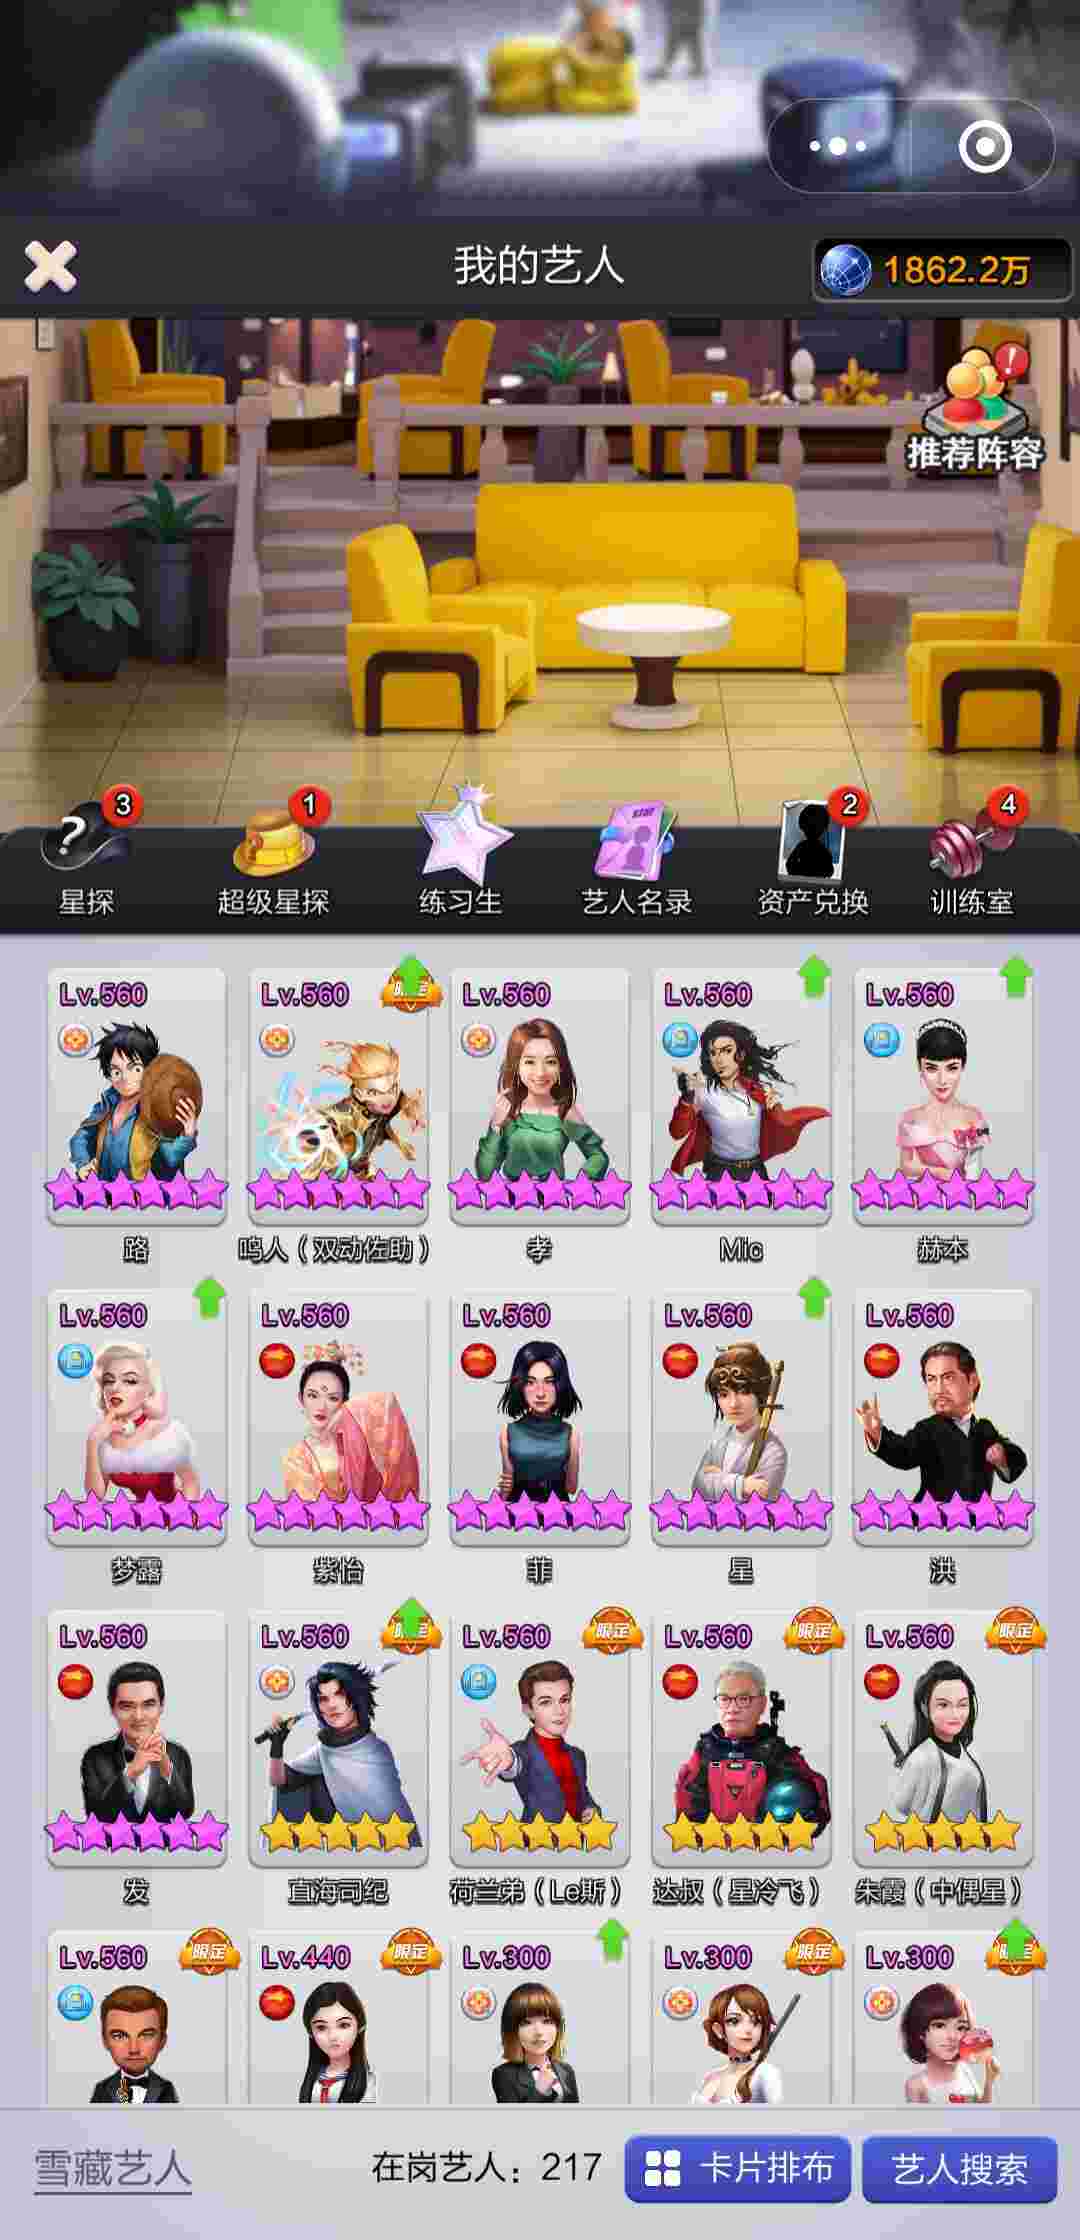 我的艺人
1862.2万
推荐阵容
3
1
2
4
星探
超级星探
练习生
艺人名录
资产兑换
训练室
Lv.560
Lv.560
Lv.560
Lv.560
Lv.560
路
鸣人（双动佐助）
孝
Mic
赫本
Lv.560
Lv.560
Lv.560
Lv.560
Lv.560
梦露
紫怡
菲
星
洪
Lv.560
Lv.560
限定
Lv.560
限定
Lv.560
限定
Lv.560
限定
发
直海司纪
荷兰弟（Le斯）
达叔（星冷飞）
朱霞（中偶星）
Lv.560
限定
Lv.440
限定
Lv.300
Lv.300
限定
Lv.300
限定
雪藏艺人
在岗艺人：217
卡片排布
艺人搜索